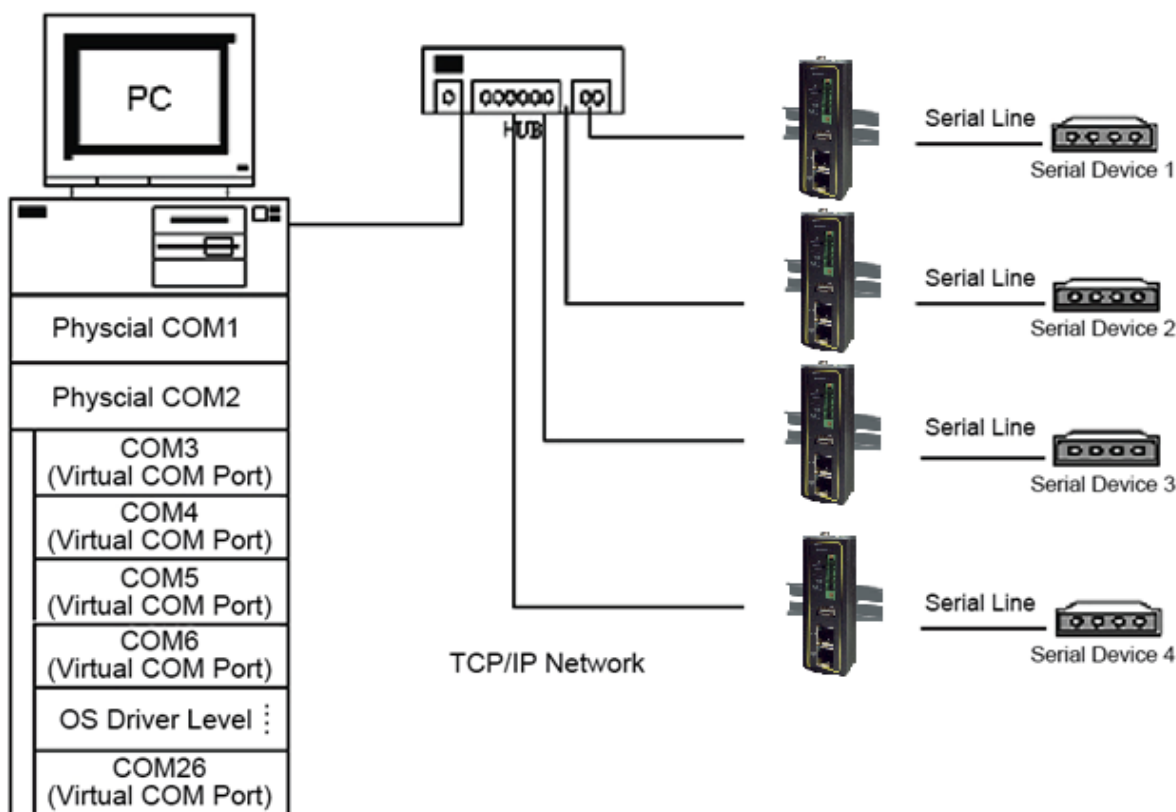 PC
Physcial COM1
Physcial COM2
COM3
(Virtual COM Port)
COM4
(Virtual COM Port)
COM5
(Virtual COM Port)
COM6
(Virtual COM Port)
OS Driver Level
COM26
(Virtual COM Port)
HUB
TCP/IP Network
Serial Line
Serial Device 1
Serial Line
Serial Device 2
Serial Line
Serial Device 3
Serial Line
Serial Device 4